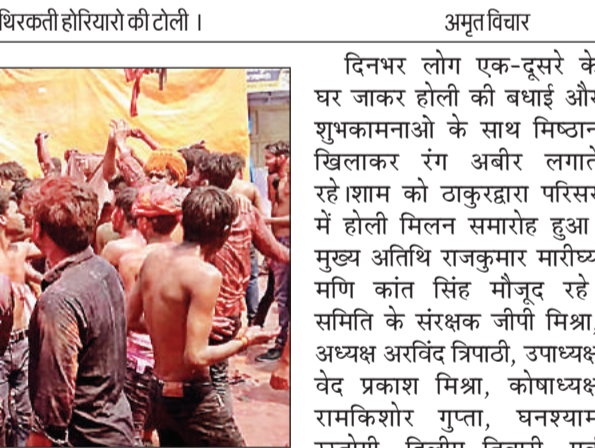 थिरकती होरियारो की टोली ।
अमृत विचार
दिनभर लोग एक-दूसरे के
घर जाकर होली की बधाई और
शुभकामनाओ के साथ मिष्ठान
खिलाकर रंग अबीर लगाते
रहे।शाम को ठाकुरद्वारा परिसर
में होली मिलन समारोह हुआ
मुख्य अतिथि राजकुमार मारीघ्य
मणि कांत सिंह मौजूद रहे
समिति के संरक्षक जीपी मिश्रा,
अध्यक्ष अरविंद त्रिपाठी, उपाध्यक्ष
वेद प्रकाश मिश्रा, कोषाध्यक्ष
रामकिशोर गुप्ता, घनश्याम